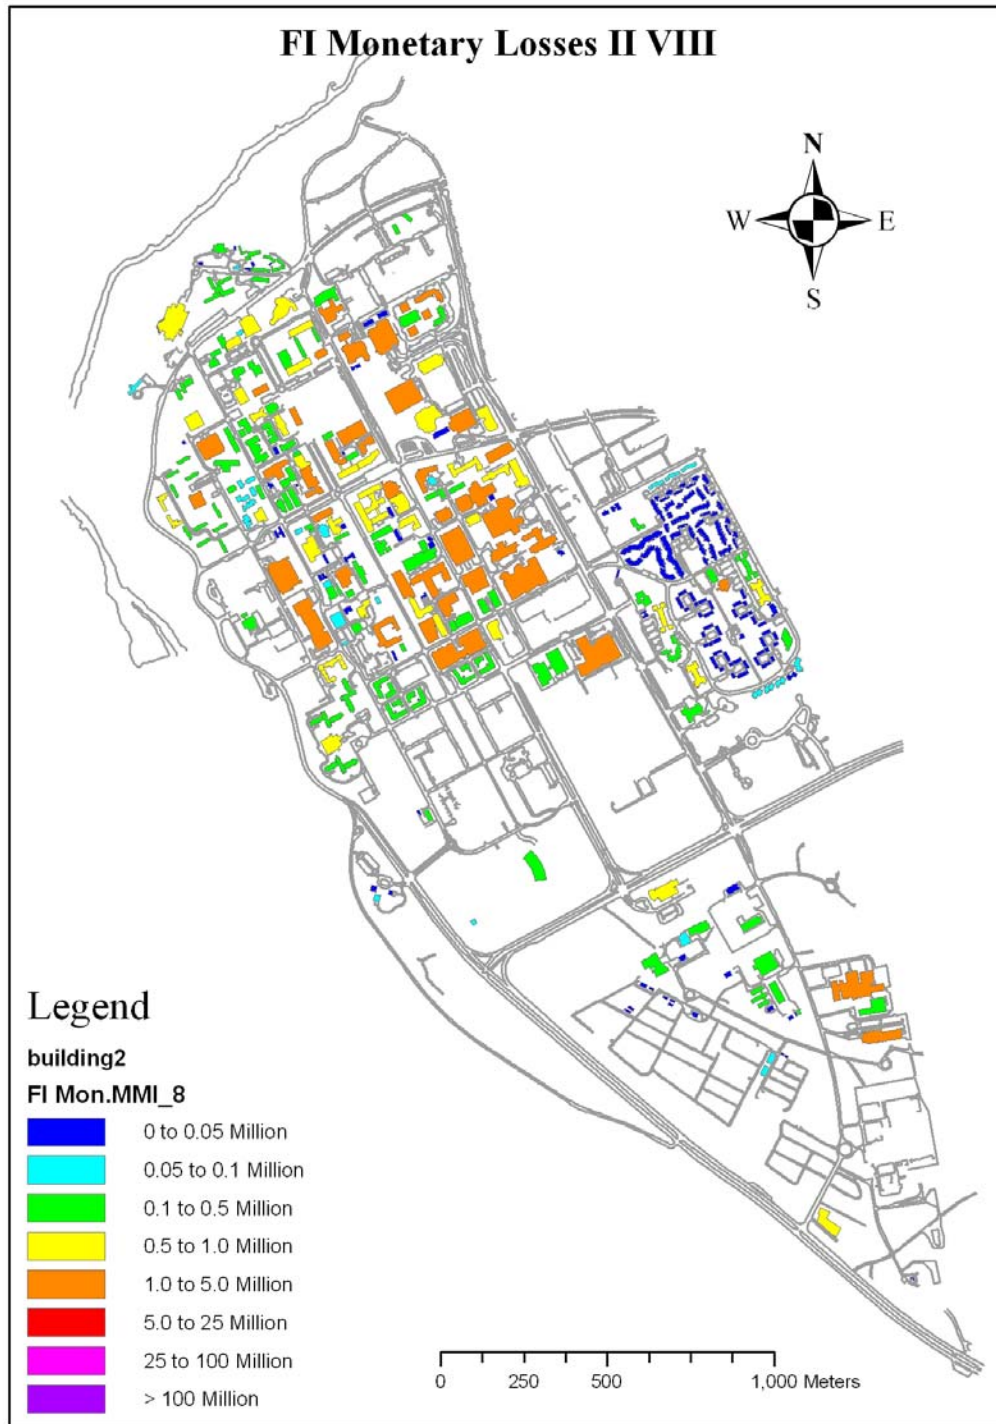 FI Monetary Losses II VIII
N
W E
S
Legend
building2
FI Mon.MMI_8
0 to 0.05 Million
0.05 to 0.1 Million
0.1 to 0.5 Million
0.5 to 1.0 Million
1.0 to 5.0 Million
5.0 to 25 Million
25 to 100 Million
> 100 Million
0 250 500 1,000 Meters